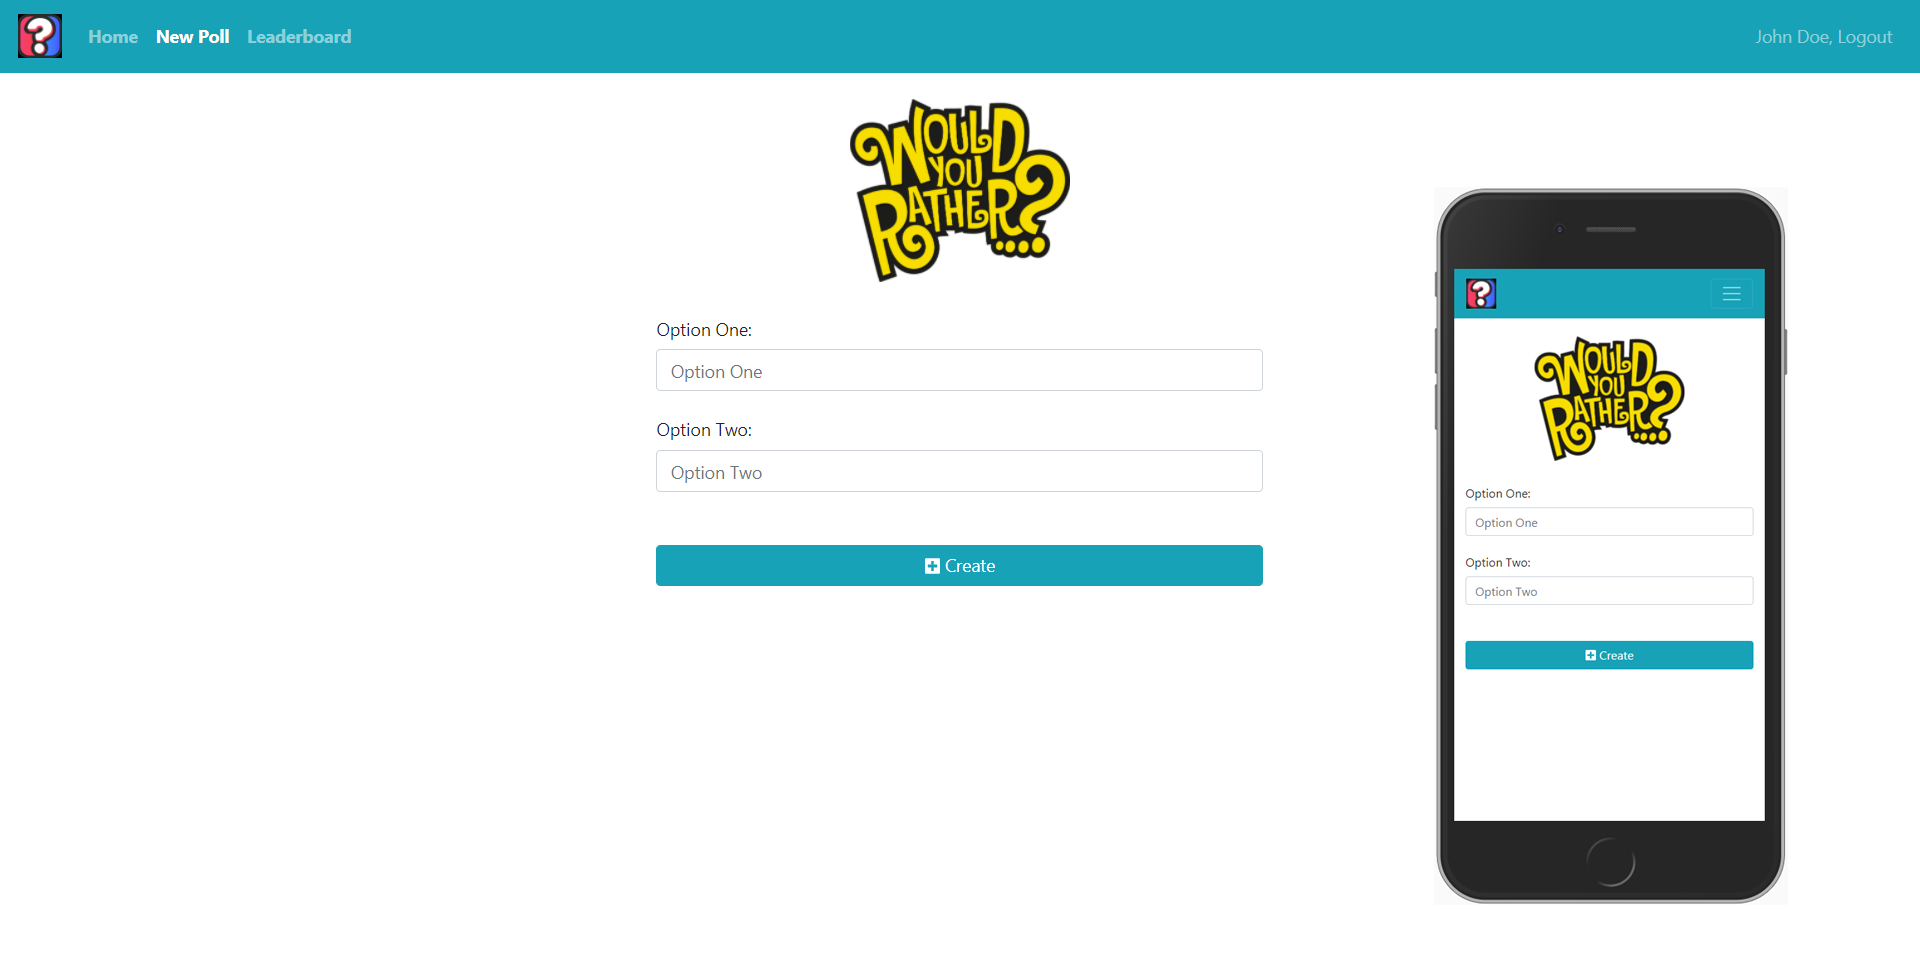 Home New Poll Leaderboard John Doe, Logout
WOULD
YOU
RATHER?...
Option One:
Option One
Option Two:
Option Two
Create
WOULD
YOU
RATHER?...
Option One:
Option One
Option Two:
Option Two
Create